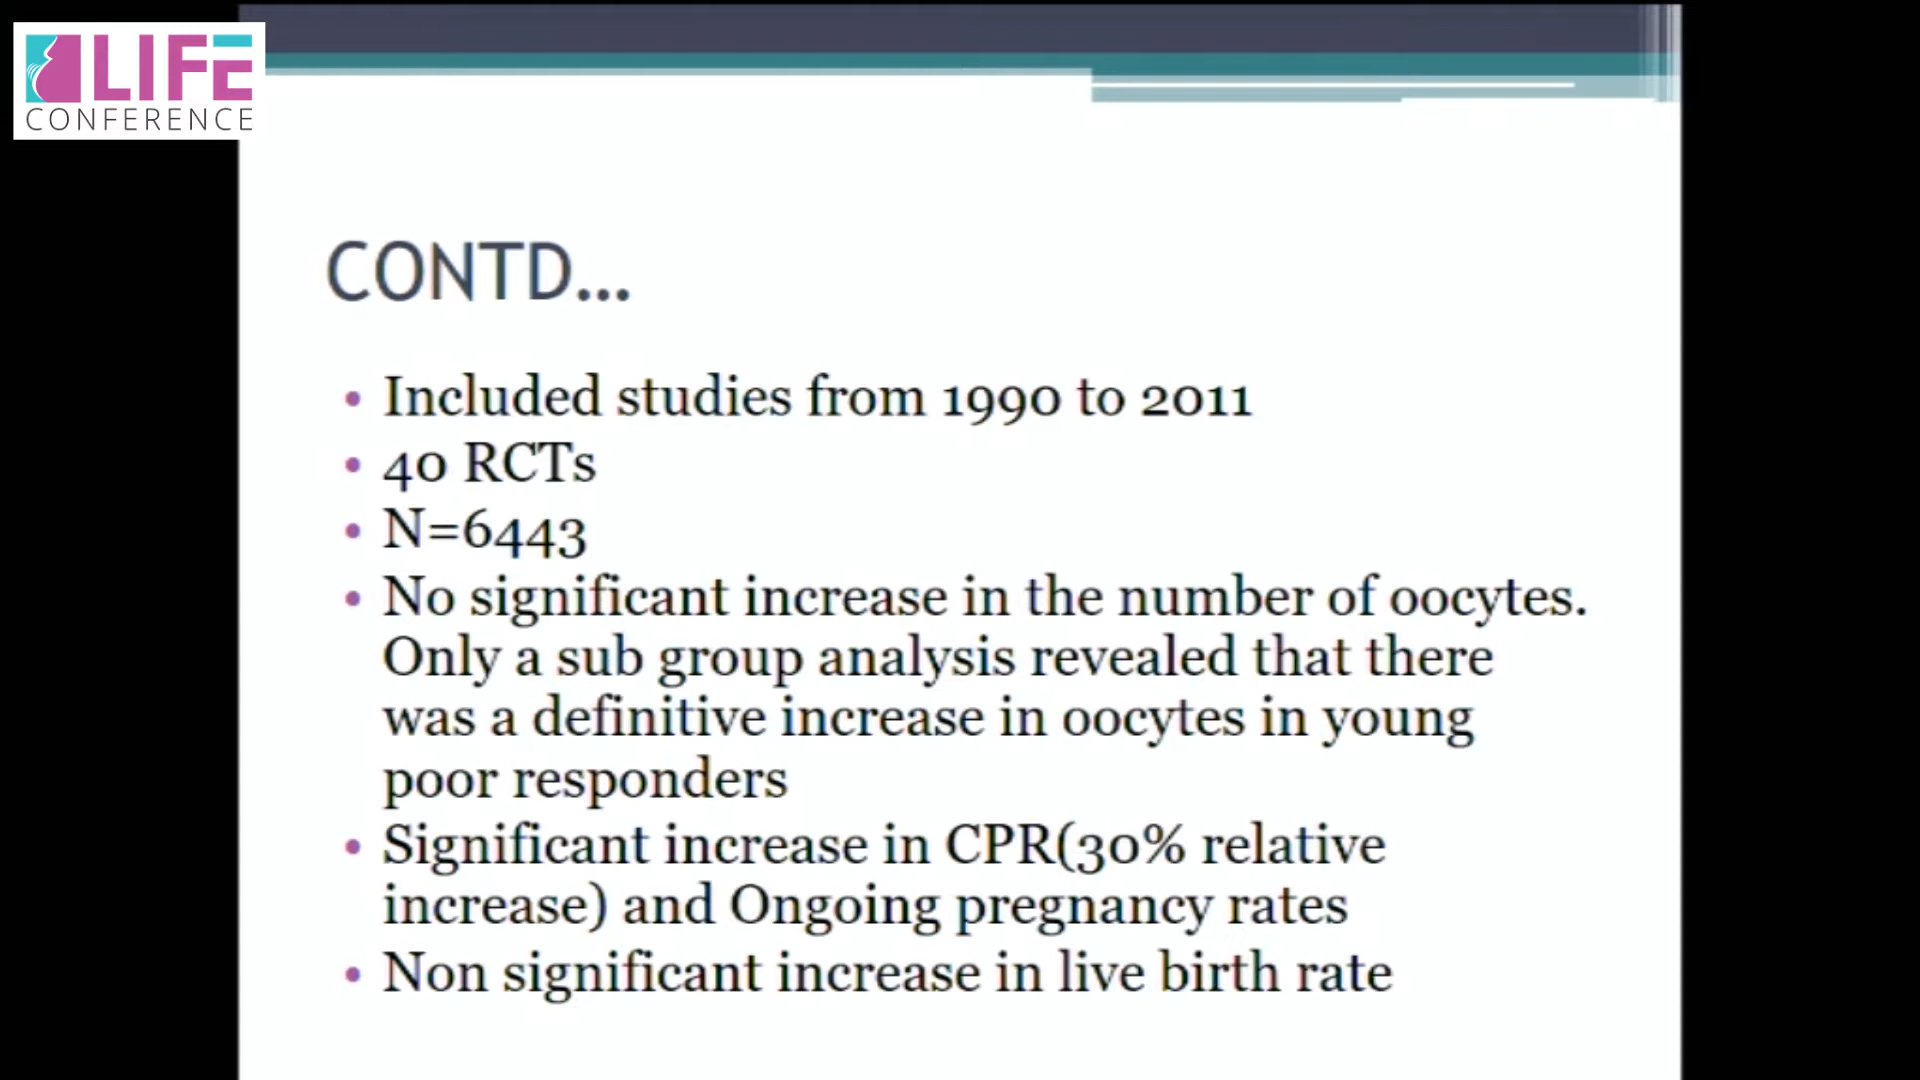 LIFE
CONFERENCE
CONTD...
• Included studies from 1990 to 2011
• 40 RCTs
• N=6443
• No significant increase in the number of oocytes.
Only a sub group analysis revealed that there
was a definitive increase in oocytes in young
poor responders
• Significant increase in CPR(30% relative
increase) and Ongoing pregnancy rates
• Non significant increase in live birth rate